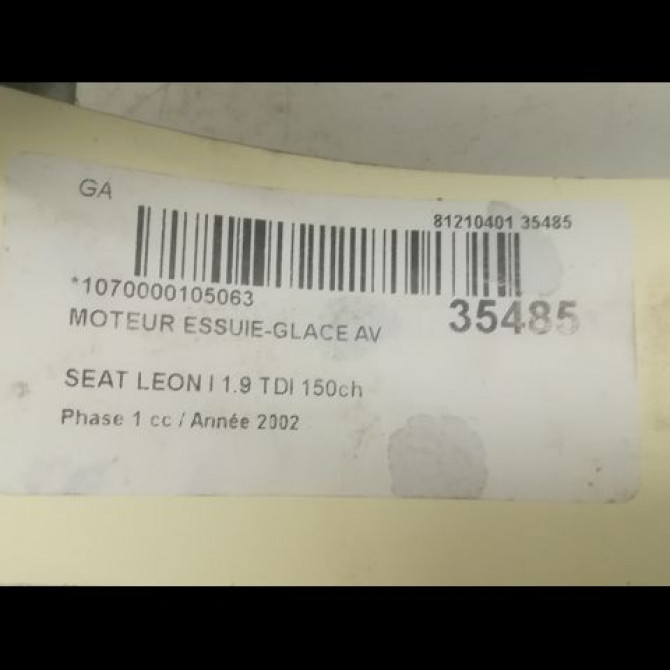 GA
81210401 35485
*1070000105063
35485
MOTEUR ESSUIE-GLACE AV
SEAT LEON I 1.9 TDI 150ch
Phase 1 cc / Année 2002